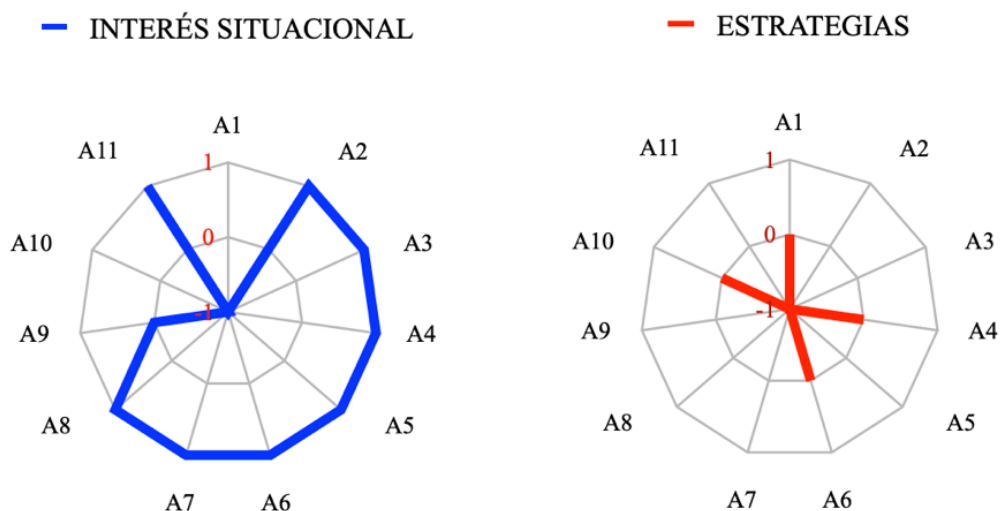 INTERÉS SITUACIONAL
A1
A2
A3
A4
A5
A6
A7
A8
A9
A10
A11
1
0
-1
ESTRATEGIAS
A1
A2
A3
A4
A5
A6
A7
A8
A9
A10
A11
1
0
-1